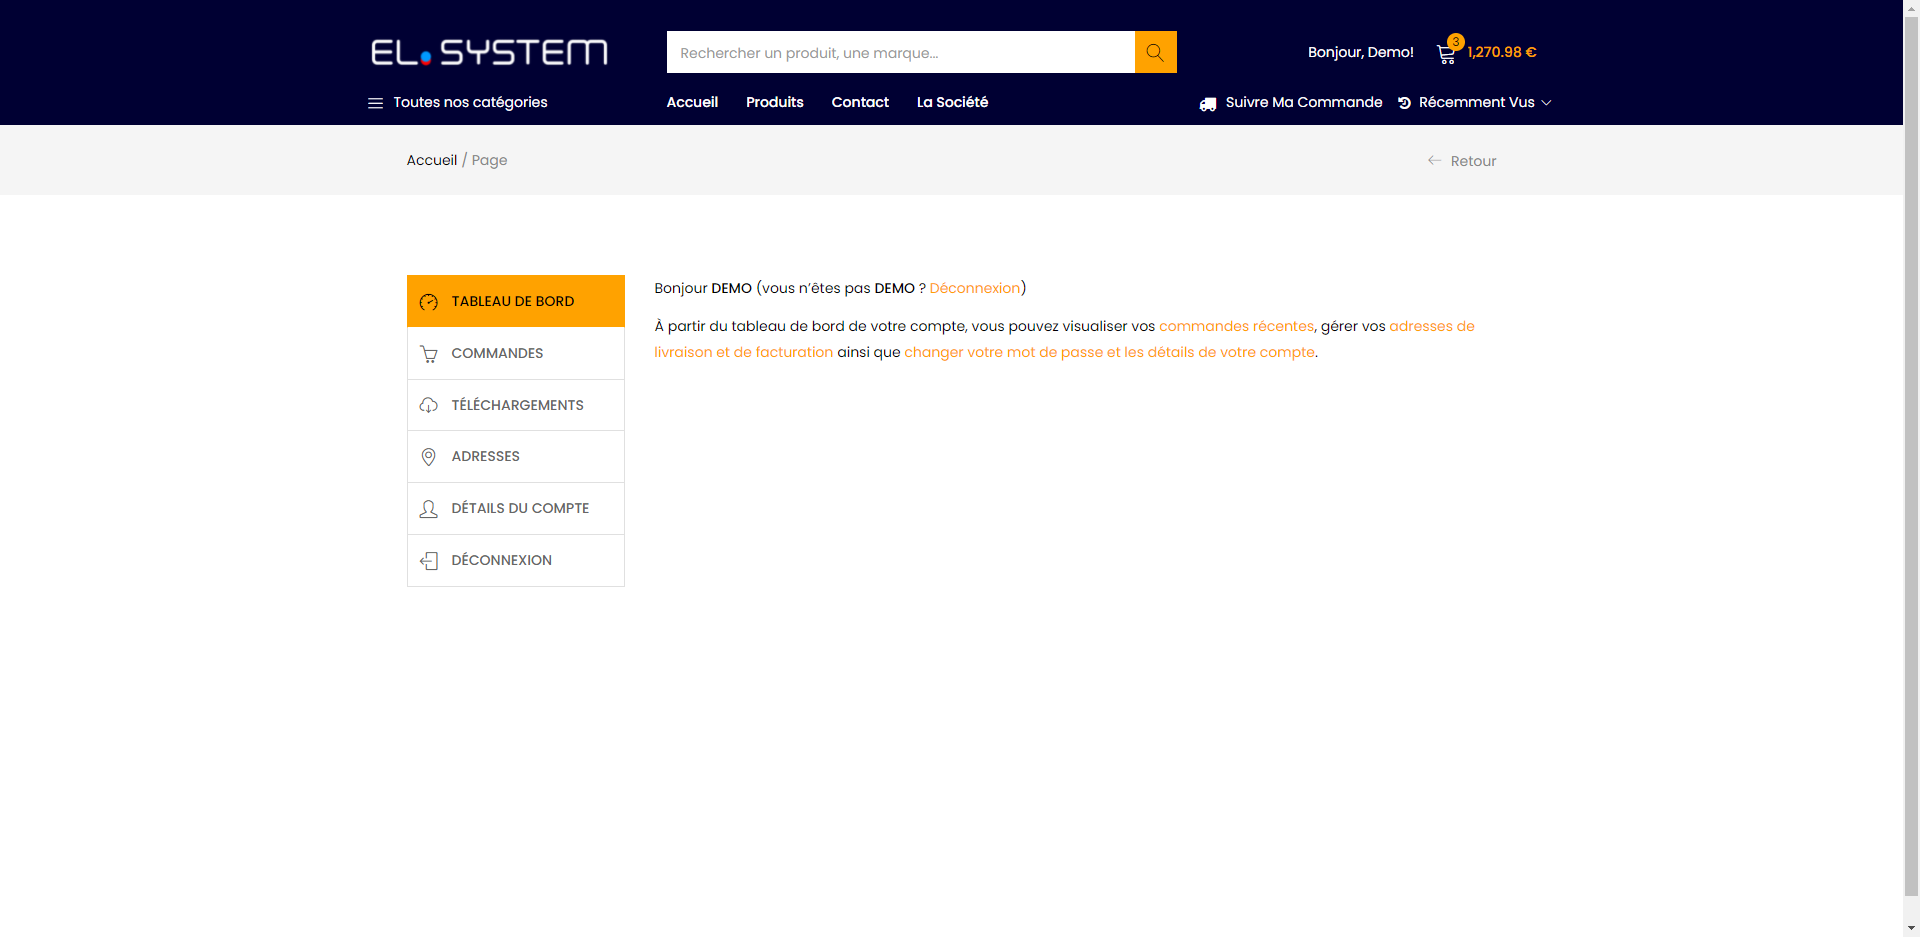 EL.SYSTEM
Rechercher un produit, une marque...
Bonjour, Demo!
3
1,270.98 €
Toutes nos catégories
Accueil
Produits
Contact
La Société
Suivre Ma Commande
Récemment Vus
Accueil / Page
Retour
TABLEAU DE BORD
COMMANDES
TÉLÉCHARGEMENTS
ADRESSES
DÉTAILS DU COMPTE
DÉCONNEXION
Bonjour DEMO (vous n’êtes pas DEMO ? Déconnexion)
À partir du tableau de bord de votre compte, vous pouvez visualiser vos commandes récentes, gérer vos adresses de
livraison et de facturation ainsi que changer votre mot de passe et les détails de votre compte.